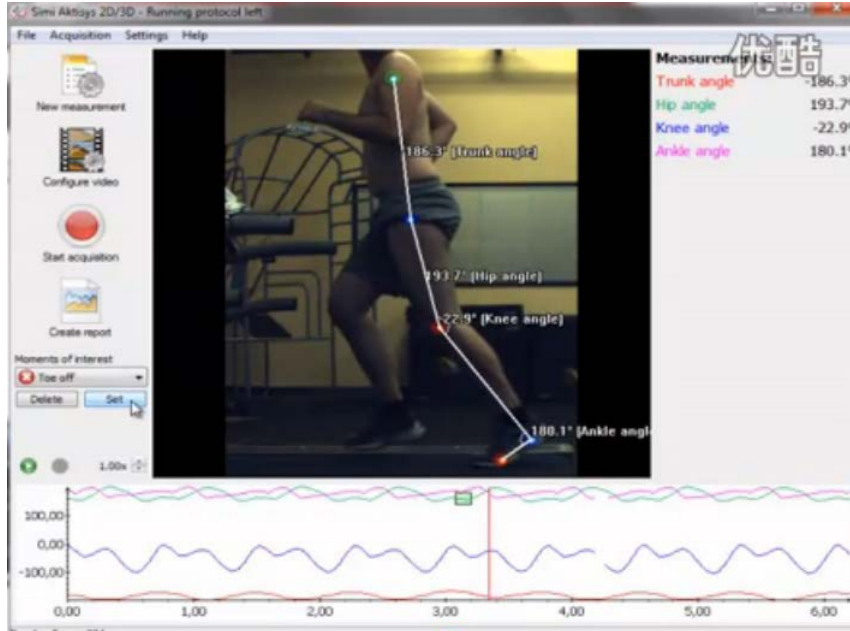 Simi Aktisys 2D/3D - Running protocol left
File Acquisition Settings Help
优酷
New measurement
Configure video
Start acquisition
Create report
Moments of interest
Toe off
Delete Set
1.00x
Measurements:
Trunk angle -186.3°
Hip angle 193.7°
Knee angle -22.9°
Ankle angle 180.1°
186.3° (Trunk angle)
193.7° (Hip angle)
-22.9° (Knee angle)
180.1° (Ankle angl
100,00
0,00
-100,00
0,00 1,00 2,00 3,00 4,00 5,00 6,00